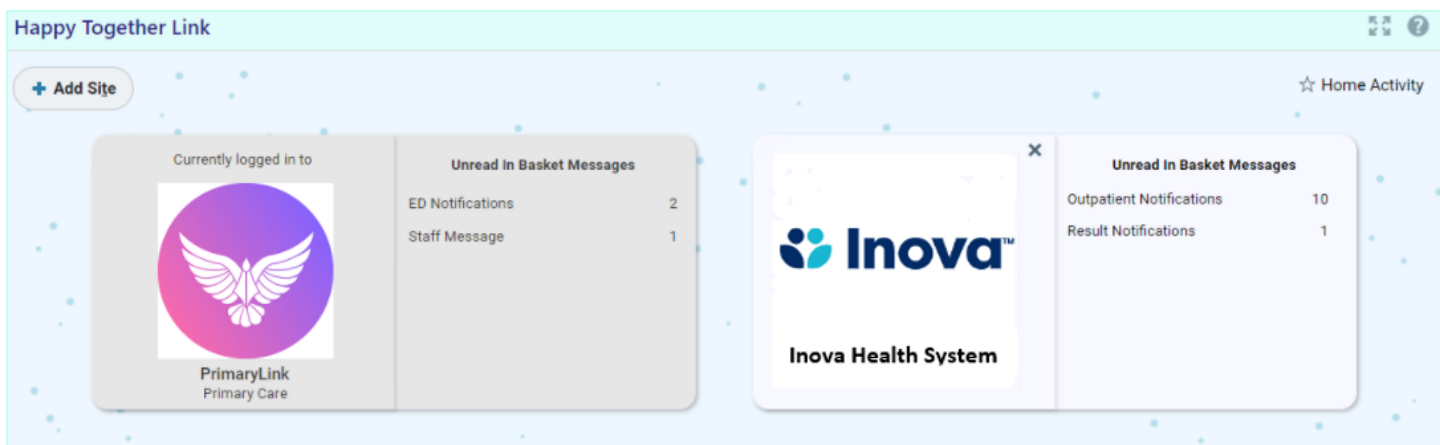 Happy Together Link
+ Add Site
Home Activity
Currently logged in to
PrimaryLink
Primary Care
Unread In Basket Messages
ED Notifications 2
Staff Message 1
Inova™
Inova Health System
Unread In Basket Messages
Outpatient Notifications 10
Result Notifications 1